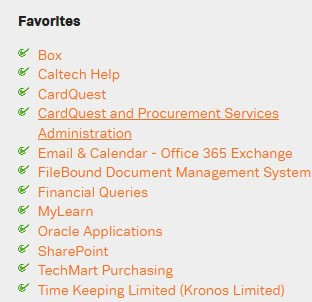 Favorites
Box
Caltech Help
CardQuest
CardQuest and Procurement Services
Administration
Email & Calendar - Office 365 Exchange
FileBound Document Management System
Financial Queries
MyLearn
Oracle Applications
SharePoint
TechMart Purchasing
Time Keeping Limited (Kronos Limited)